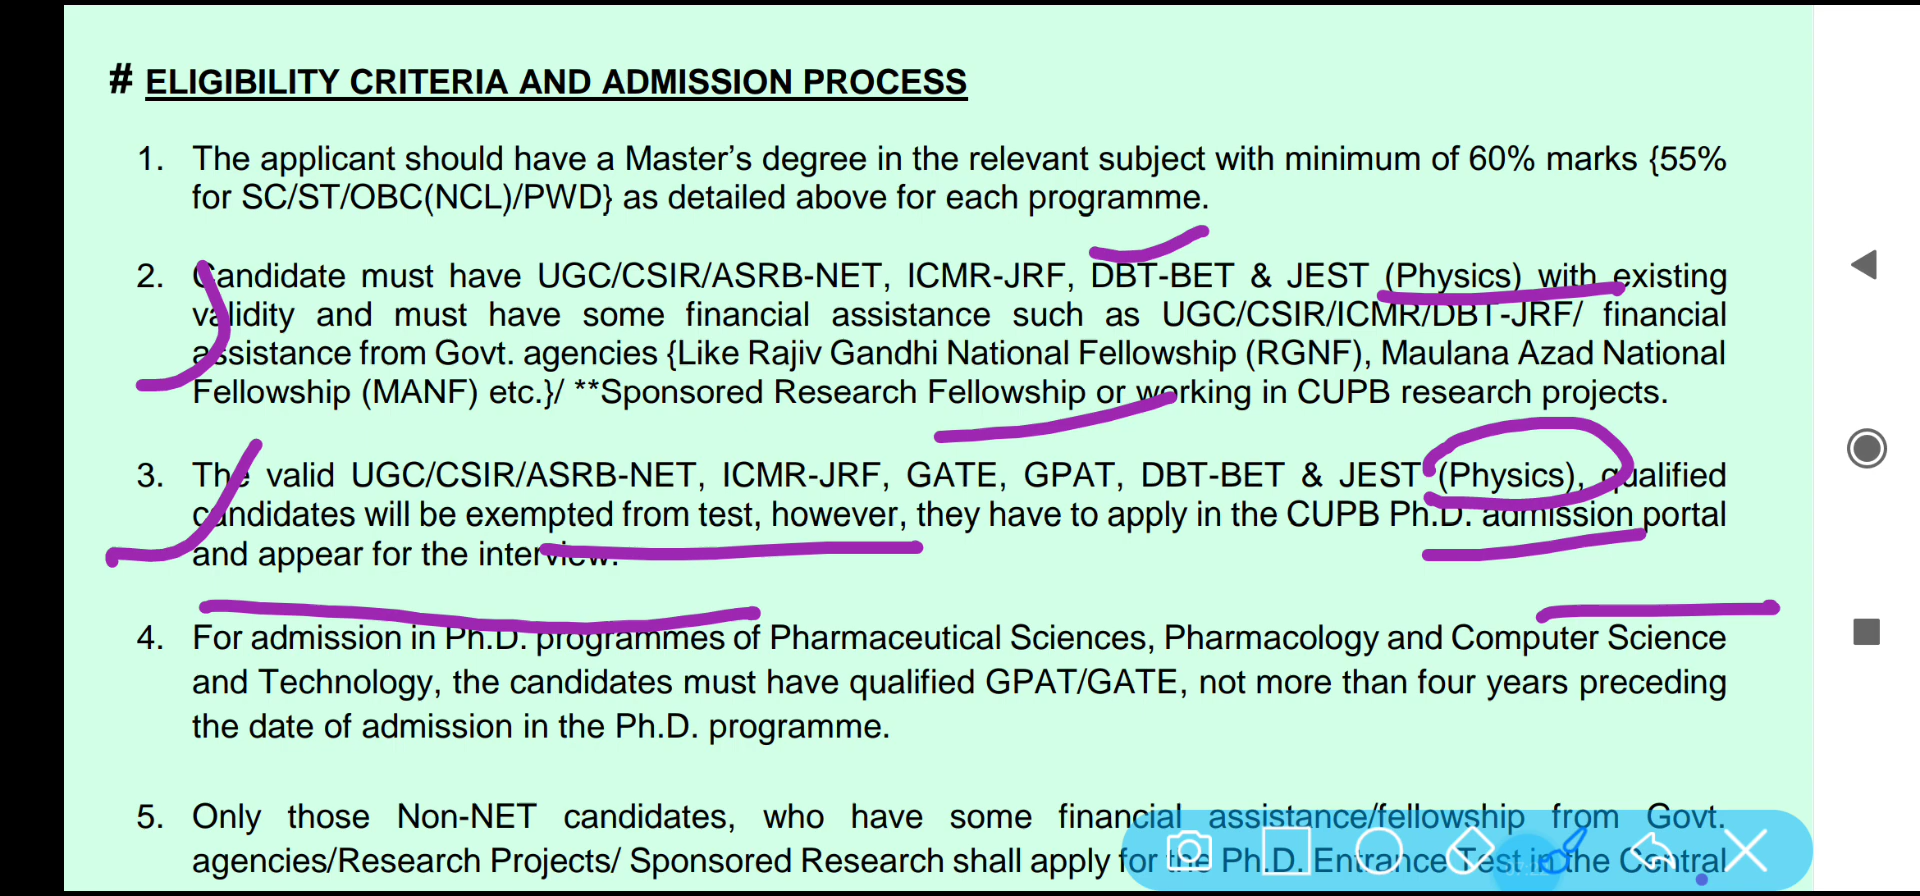 # ELIGIBILITY CRITERIA AND ADMISSION PROCESS
1. The applicant should have a Master's degree in the relevant subject with minimum of 60% marks {55%
for SC/ST/OBC(NCL)/PWD} as detailed above for each programme.
2. Candidate must have UGC/CSIR/ASRB-NET, ICMR-JRF, DBT-BET & JEST (Physics) with existing
validity and must have some financial assistance such as UGC/CSIR/ICMR/DBT-JRF/ financial
assistance from Govt. agencies {Like Rajiv Gandhi National Fellowship (RGNF), Maulana Azad National
Fellowship (MANF) etc.}/ **Sponsored Research Fellowship or working in CUPB research projects.
3. The valid UGC/CSIR/ASRB-NET, ICMR-JRF, GATE, GPAT, DBT-BET & JEST (Physics), qualified
candidates will be exempted from test, however, they have to apply in the CUPB Ph.D. admission portal
and appear for the interview.
4. For admission in Ph.D. programmes of Pharmaceutical Sciences, Pharmacology and Computer Science
and Technology, the candidates must have qualified GPAT/GATE, not more than four years preceding
the date of admission in the Ph.D. programme.
5. Only those Non-NET candidates, who have some financial assistance/fellowship from Govt.
agencies/Research Projects/ Sponsored Research shall apply for the Ph.D. Entrance Test in the Central